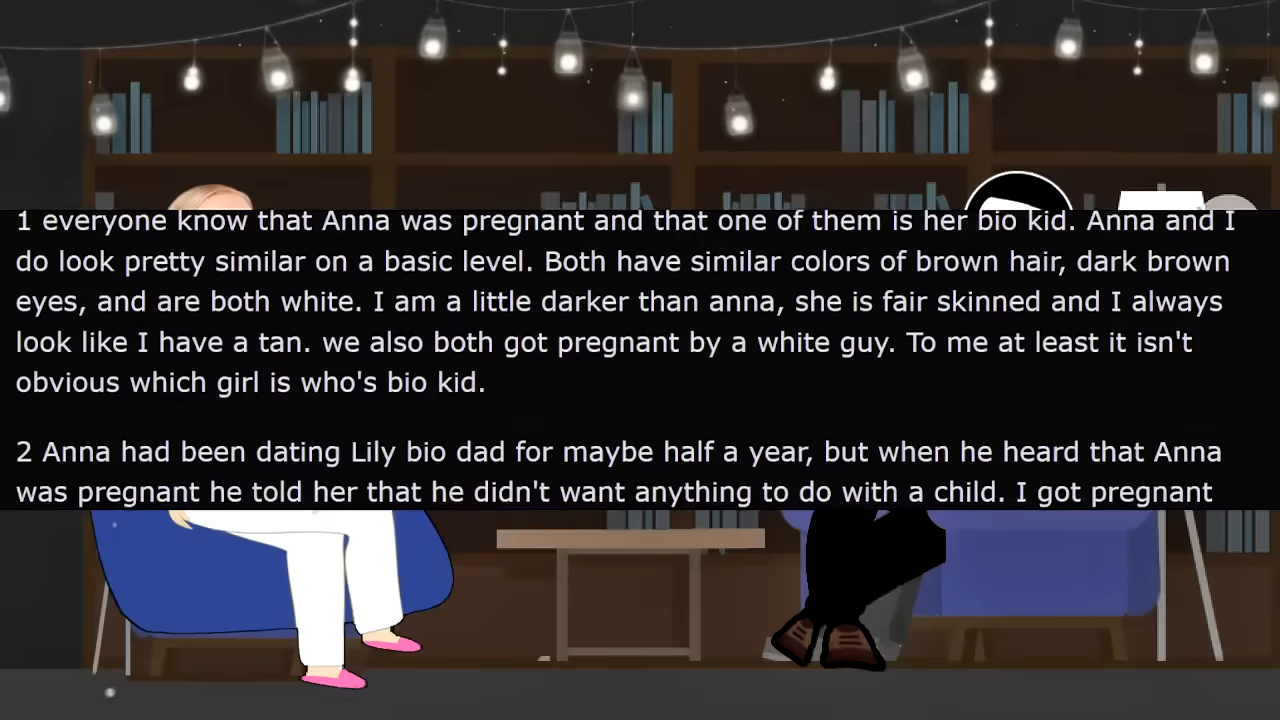 1 everyone know that Anna was pregnant and that one of them is her bio kid. Anna and I
do look pretty similar on a basic level. Both have similar colors of brown hair, dark brown
eyes, and are both white. I am a little darker than anna, she is fair skinned and I always
look like I have a tan. we also both got pregnant by a white guy. To me at least it isn't
obvious which girl is who's bio kid.
2 Anna had been dating Lily bio dad for maybe half a year, but when he heard that Anna
was pregnant he told her that he didn't want anything to do with a child. I got pregnant